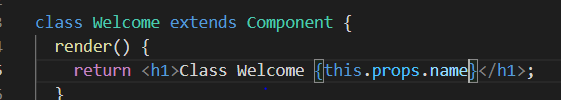 class Welcome extends Component {
render() {
return <h1>Class Welcome {this.props.name}</h1>;
}